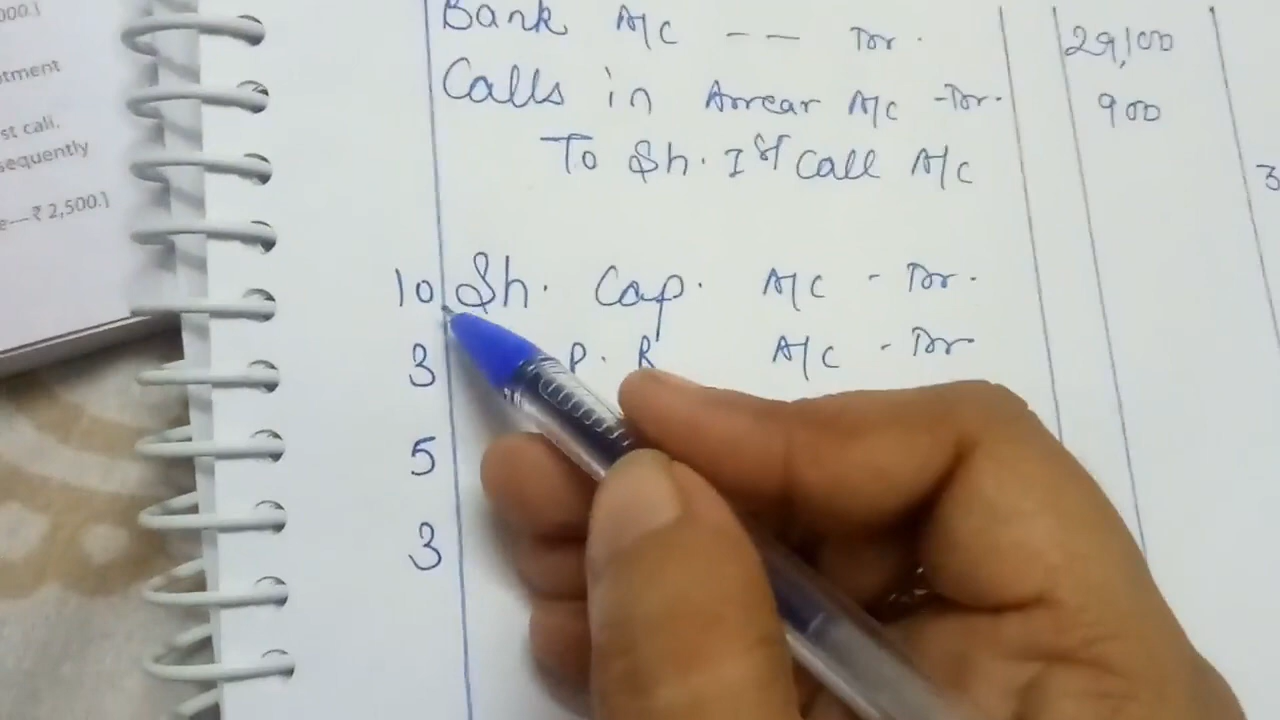 000.]
tment
st call.
sequently
e—₹ 2,500.]
Bank A/C -- Dr. 29,100
Calls in Arrear A/C -Dr. 900
To Sh. Ist Call A/C 3
10 Sh. Cap. A/C - Dr.
3 P. R A/C - Dr
5
3